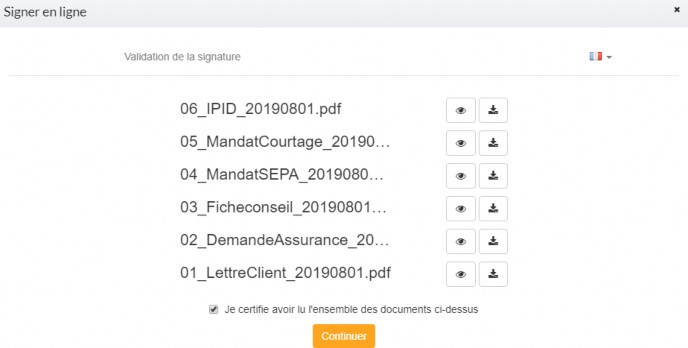 Signer en ligne
Validation de la signature
06_IPID_20190801.pdf
05_MandatCourtage_20190...
04_MandatSEPA_2019080...
03_Ficheconseil_20190801...
02_DemandeAssurance_20...
01_LettreClient_20190801.pdf
Je certifie avoir lu l'ensemble des documents ci-dessus
Continuer